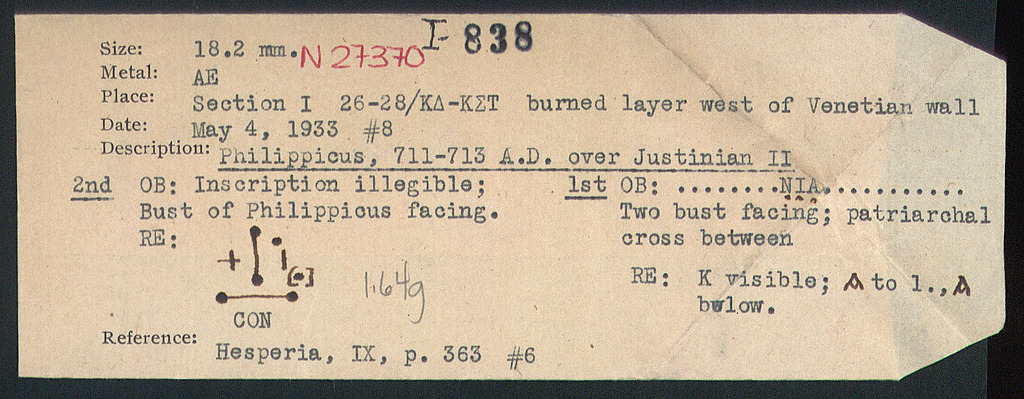 I-838
Size: 18.2 mm. N 27370
Metal: AE
Place: Section I 26-28/ΚΔ-ΚΣΤ burned layer west of Venetian wall
Date: May 4, 1933 #8
Description: Philippicus, 711-713 A.D. over Justinian II
2nd OB: Inscription illegible;
Bust of Philippicus facing.
RE:
+ I i [-]
CON
1.64g
1st OB: ........NIA............
Two bust facing; patriarchal
cross between
RE: K visible; A to l., A
below.
Reference: Hesperia, IX, p. 363 #6